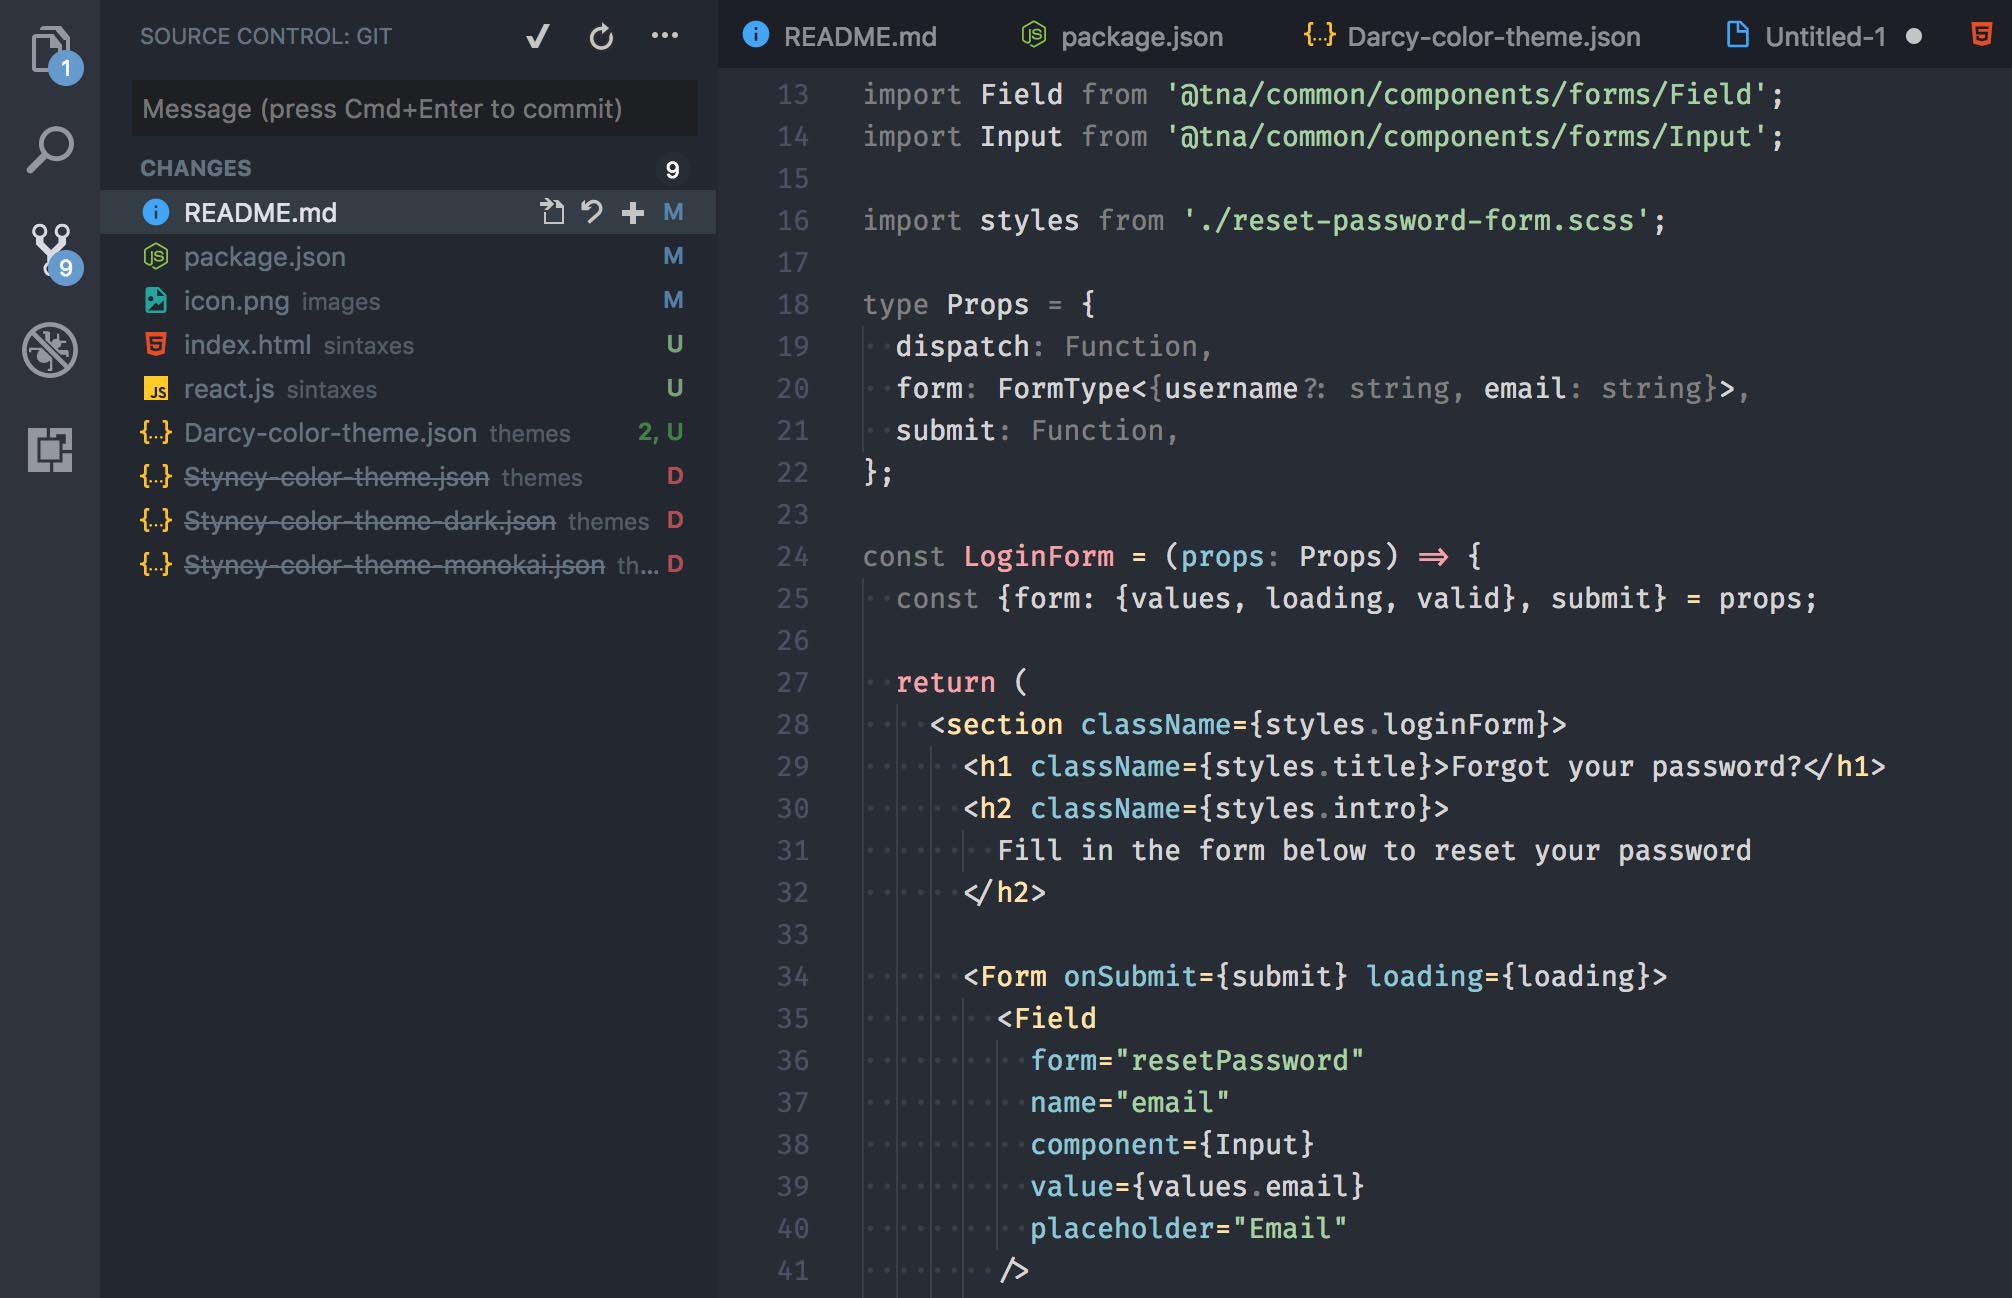 SOURCE CONTROL: GIT
Message (press Cmd+Enter to commit)
CHANGES 9
README.md M
package.json M
icon.png images M
index.html sintaxes U
react.js sintaxes U
Darcy-color-theme.json themes 2, U
Styncy-color-theme.json themes D
Styncy-color-theme-dark.json themes D
Styncy-color-theme-monokai.json th... D
1
9
README.md package.json Darcy-color-theme.json Untitled-1
13 import Field from '@tna/common/components/forms/Field';
14 import Input from '@tna/common/components/forms/Input';
15
16 import styles from './reset-password-form.scss';
17
18 type Props = {
19 dispatch: Function,
20 form: FormType<{username?: string, email: string}>,
21 submit: Function,
22 };
23
24 const LoginForm = (props: Props) => {
25 const {form: {values, loading, valid}, submit} = props;
26
27 return (
28 <section className={styles.loginForm}>
29 <h1 className={styles.title}>Forgot your password?</h1>
30 <h2 className={styles.intro}>
31 Fill in the form below to reset your password
32 </h2>
33
34 <Form onSubmit={submit} loading={loading}>
35 <Field
36 form="resetPassword"
37 name="email"
38 component={Input}
39 value={values.email}
40 placeholder="Email"
41 />